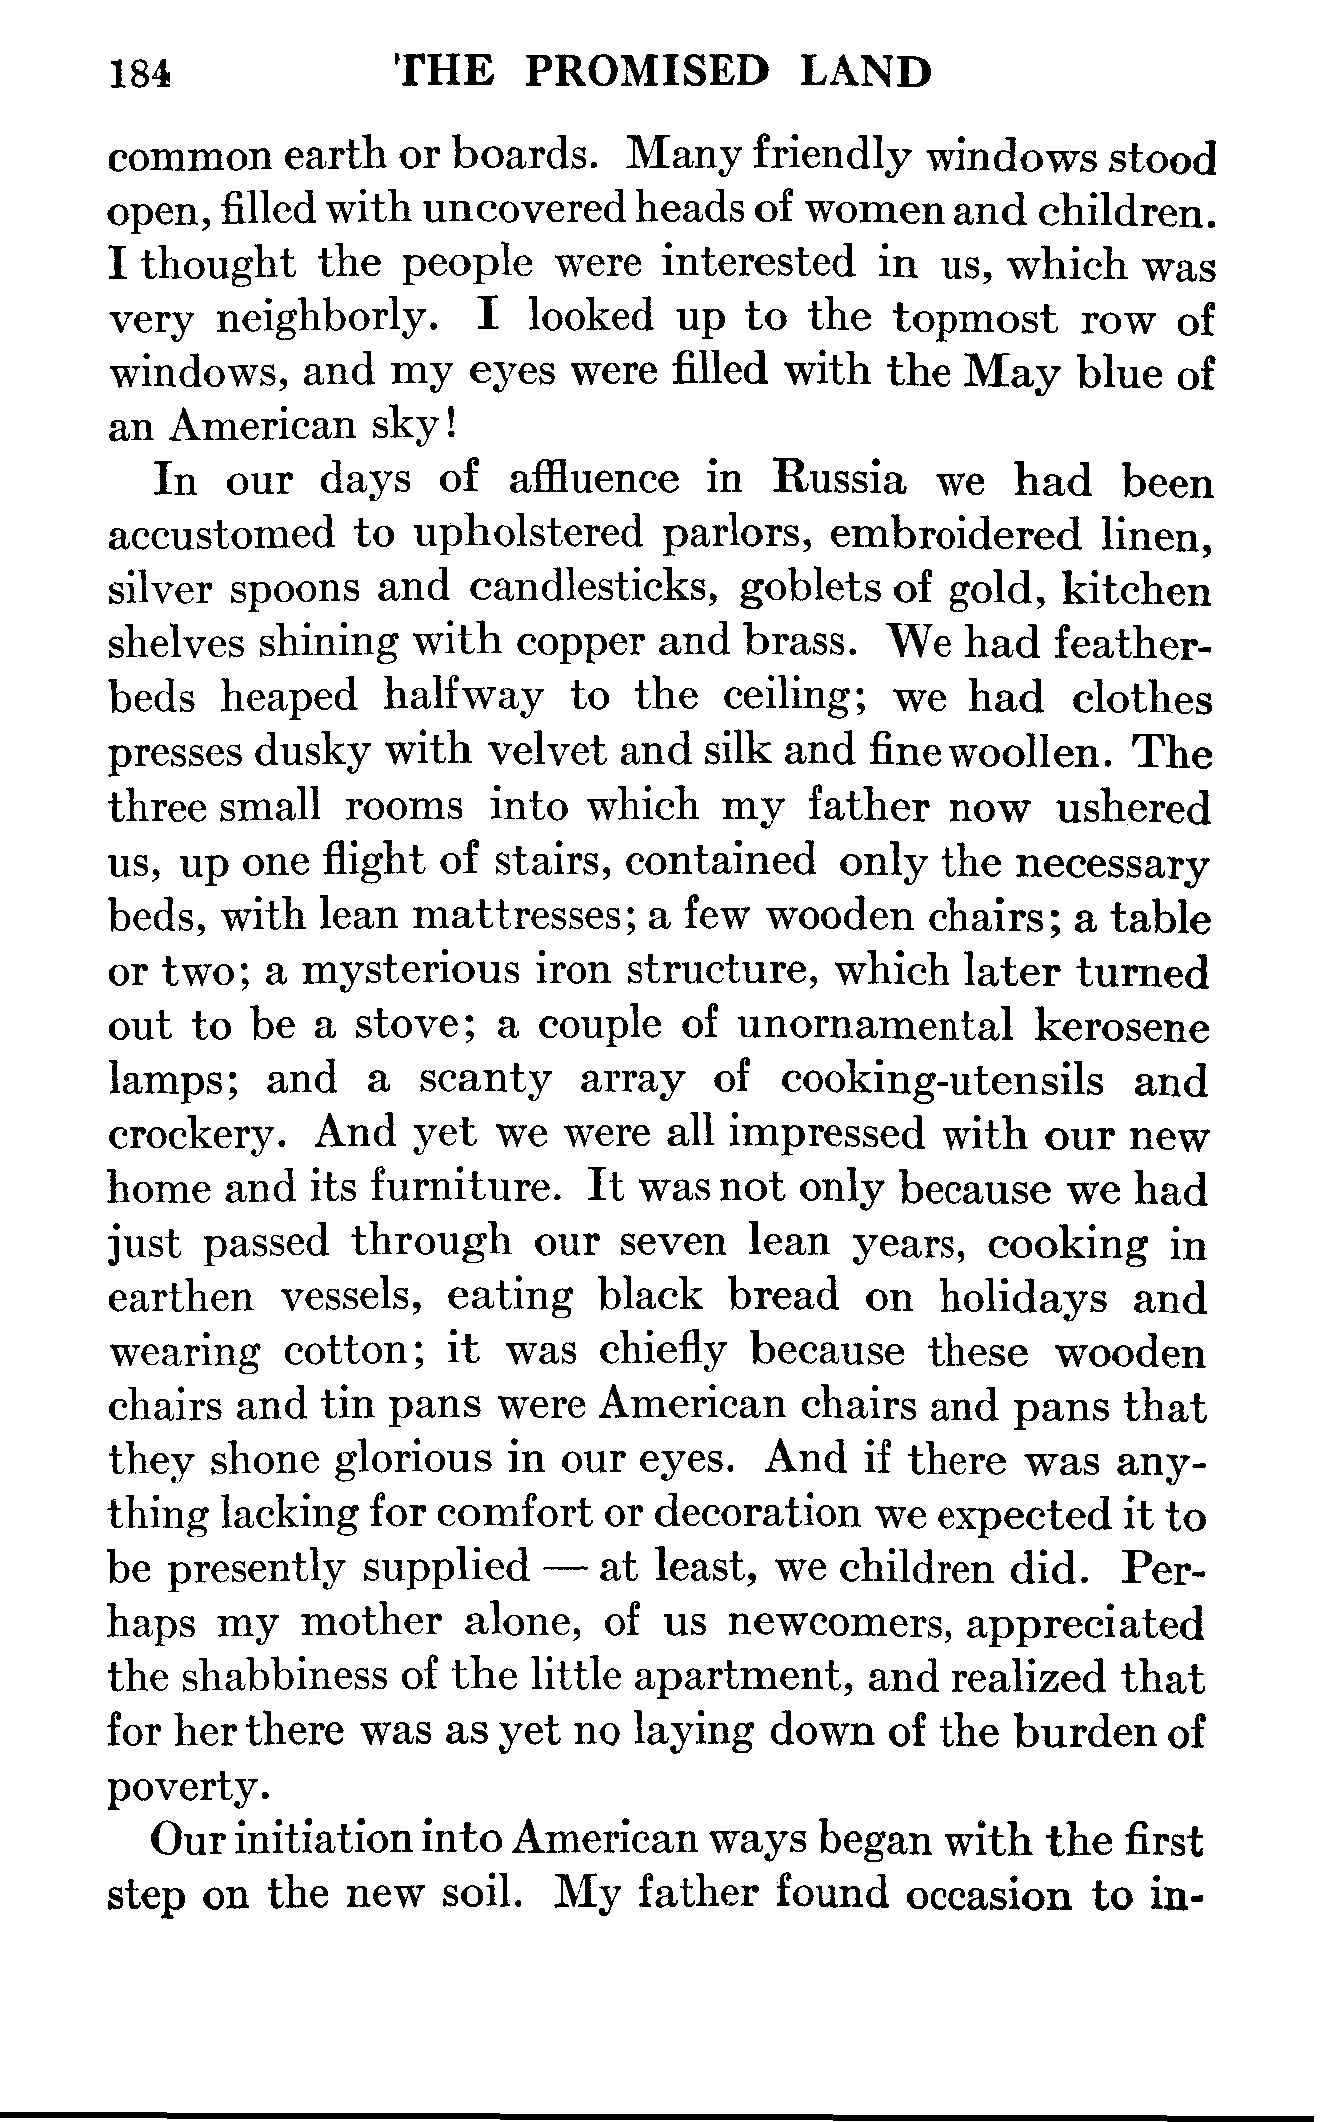 184 THE PROMISED LAND
common earth or boards. Many friendly windows stood
open, filled with uncovered heads of women and children.
I thought the people were interested in us, which was
very neighborly. I looked up to the topmost row of
windows, and my eyes were filled with the May blue of
an American sky!
In our days of affluence in Russia we had been
accustomed to upholstered parlors, embroidered linen,
silver spoons and candlesticks, goblets of gold, kitchen
shelves shining with copper and brass. We had feather-
beds heaped halfway to the ceiling; we had clothes
presses dusky with velvet and silk and fine woollen. The
three small rooms into which my father now ushered
us, up one flight of stairs, contained only the necessary
beds, with lean mattresses; a few wooden chairs; a table
or two; a mysterious iron structure, which later turned
out to be a stove; a couple of unornamental kerosene
lamps; and a scanty array of cooking-utensils and
crockery. And yet we were all impressed with our new
home and its furniture. It was not only because we had
just passed through our seven lean years, cooking in
earthen vessels, eating black bread on holidays and
wearing cotton; it was chiefly because these wooden
chairs and tin pans were American chairs and pans that
they shone glorious in our eyes. And if there was any-
thing lacking for comfort or decoration we expected it to
be presently supplied — at least, we children did. Per-
haps my mother alone, of us newcomers, appreciated
the shabbiness of the little apartment, and realized that
for her there was as yet no laying down of the burden of
poverty.
Our initiation into American ways began with the first
step on the new soil. My father found occasion to in-